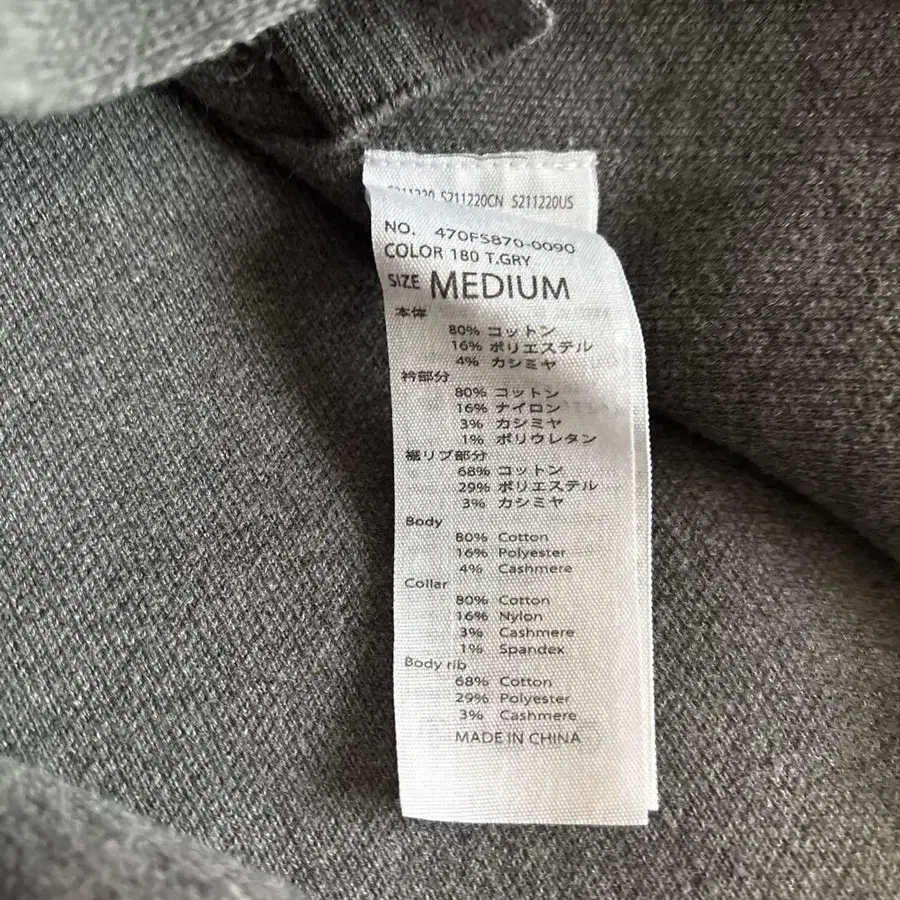 S211220CN S211220US
NO. 470FS870-0090
COLOR 180 T.GRY
SIZE MEDIUM
本体
80% コットン
16% ポリエステル
4% カシミヤ
衿部分
80% コットン
16% ナイロン
3% カシミヤ
1% ポリウレタン
裾リブ部分
68% コットン
29% ポリエステル
3% カシミヤ
Body
80% Cotton
16% Polyester
4% Cashmere
Collar
80% Cotton
16% Nylon
3% Cashmere
1% Spandex
Body rib
68% Cotton
29% Polyester
3% Cashmere
MADE IN CHINA